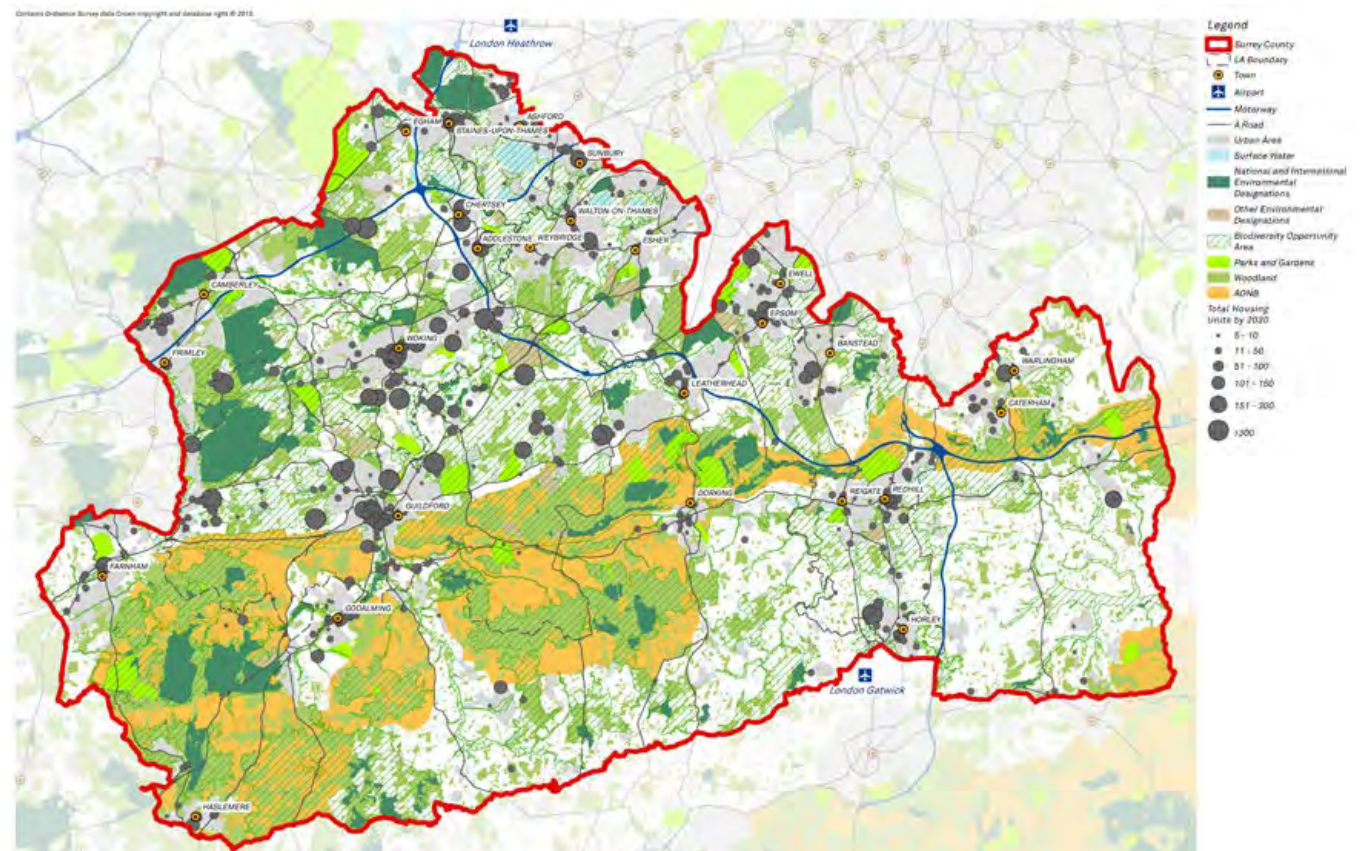 Contains Ordnance Survey data Crown copyright and database right © 2015.
London Heathrow
EGHAM
STAINES-UPON-THAMES
ASHFORD
SUNBURY
CHERTSEY
WALTON-ON-THAMES
ADDLESTONE
WEYBRIDGE
ESHER
EWELL
CAMBERLEY
EPSOM
FRIMLEY
WOKING
BANSTEAD
WARLINGHAM
LEATHERHEAD
CATERHAM
DORKING
REIGATE
REDHILL
GUILDFORD
FARNHAM
GODALMING
HORLEY
London Gatwick
HASLEMERE
Legend
Surrey County
LA Boundary
Town
Airport
Motorway
A Road
Urban Area
Surface Water
National and International
Environmental
Designations
Other Environmental
Designations
Biodiversity Opportunity
Area
Parks and Gardens
Woodland
AONB
Total Housing
Units by 2030
5 - 10
11 - 50
51 - 100
101 - 150
151 - 300